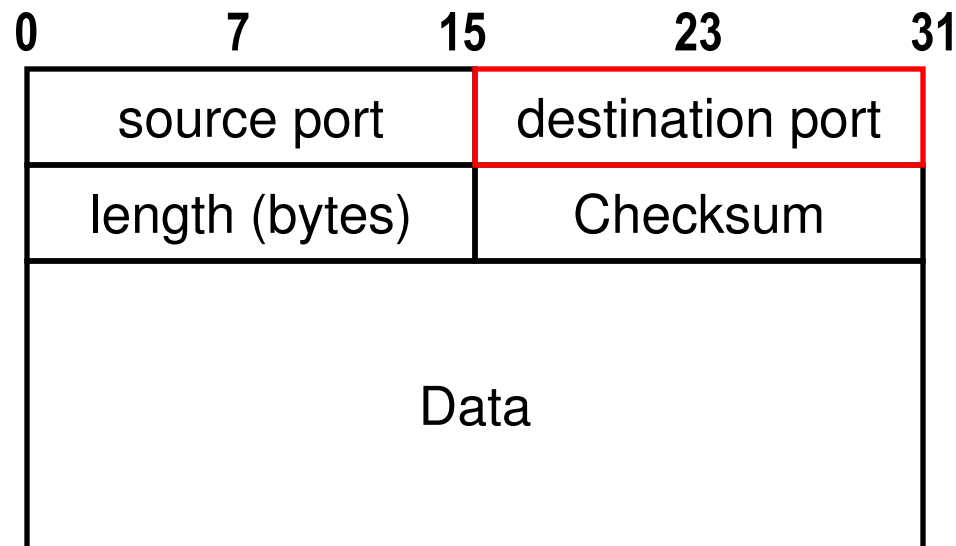 0 7 15 23 31
source port destination port
length (bytes) Checksum
Data